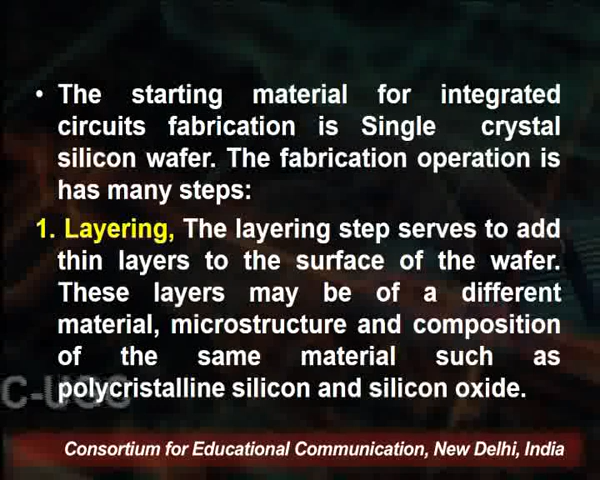 • The starting material for integrated
circuits fabrication is Single crystal
silicon wafer. The fabrication operation is
has many steps:
1. Layering, The layering step serves to add
thin layers to the surface of the wafer.
These layers may be of a different
material, microstructure and composition
of the same material such as
polycristalline silicon and silicon oxide.
C-UGC
Consortium for Educational Communication, New Delhi, India